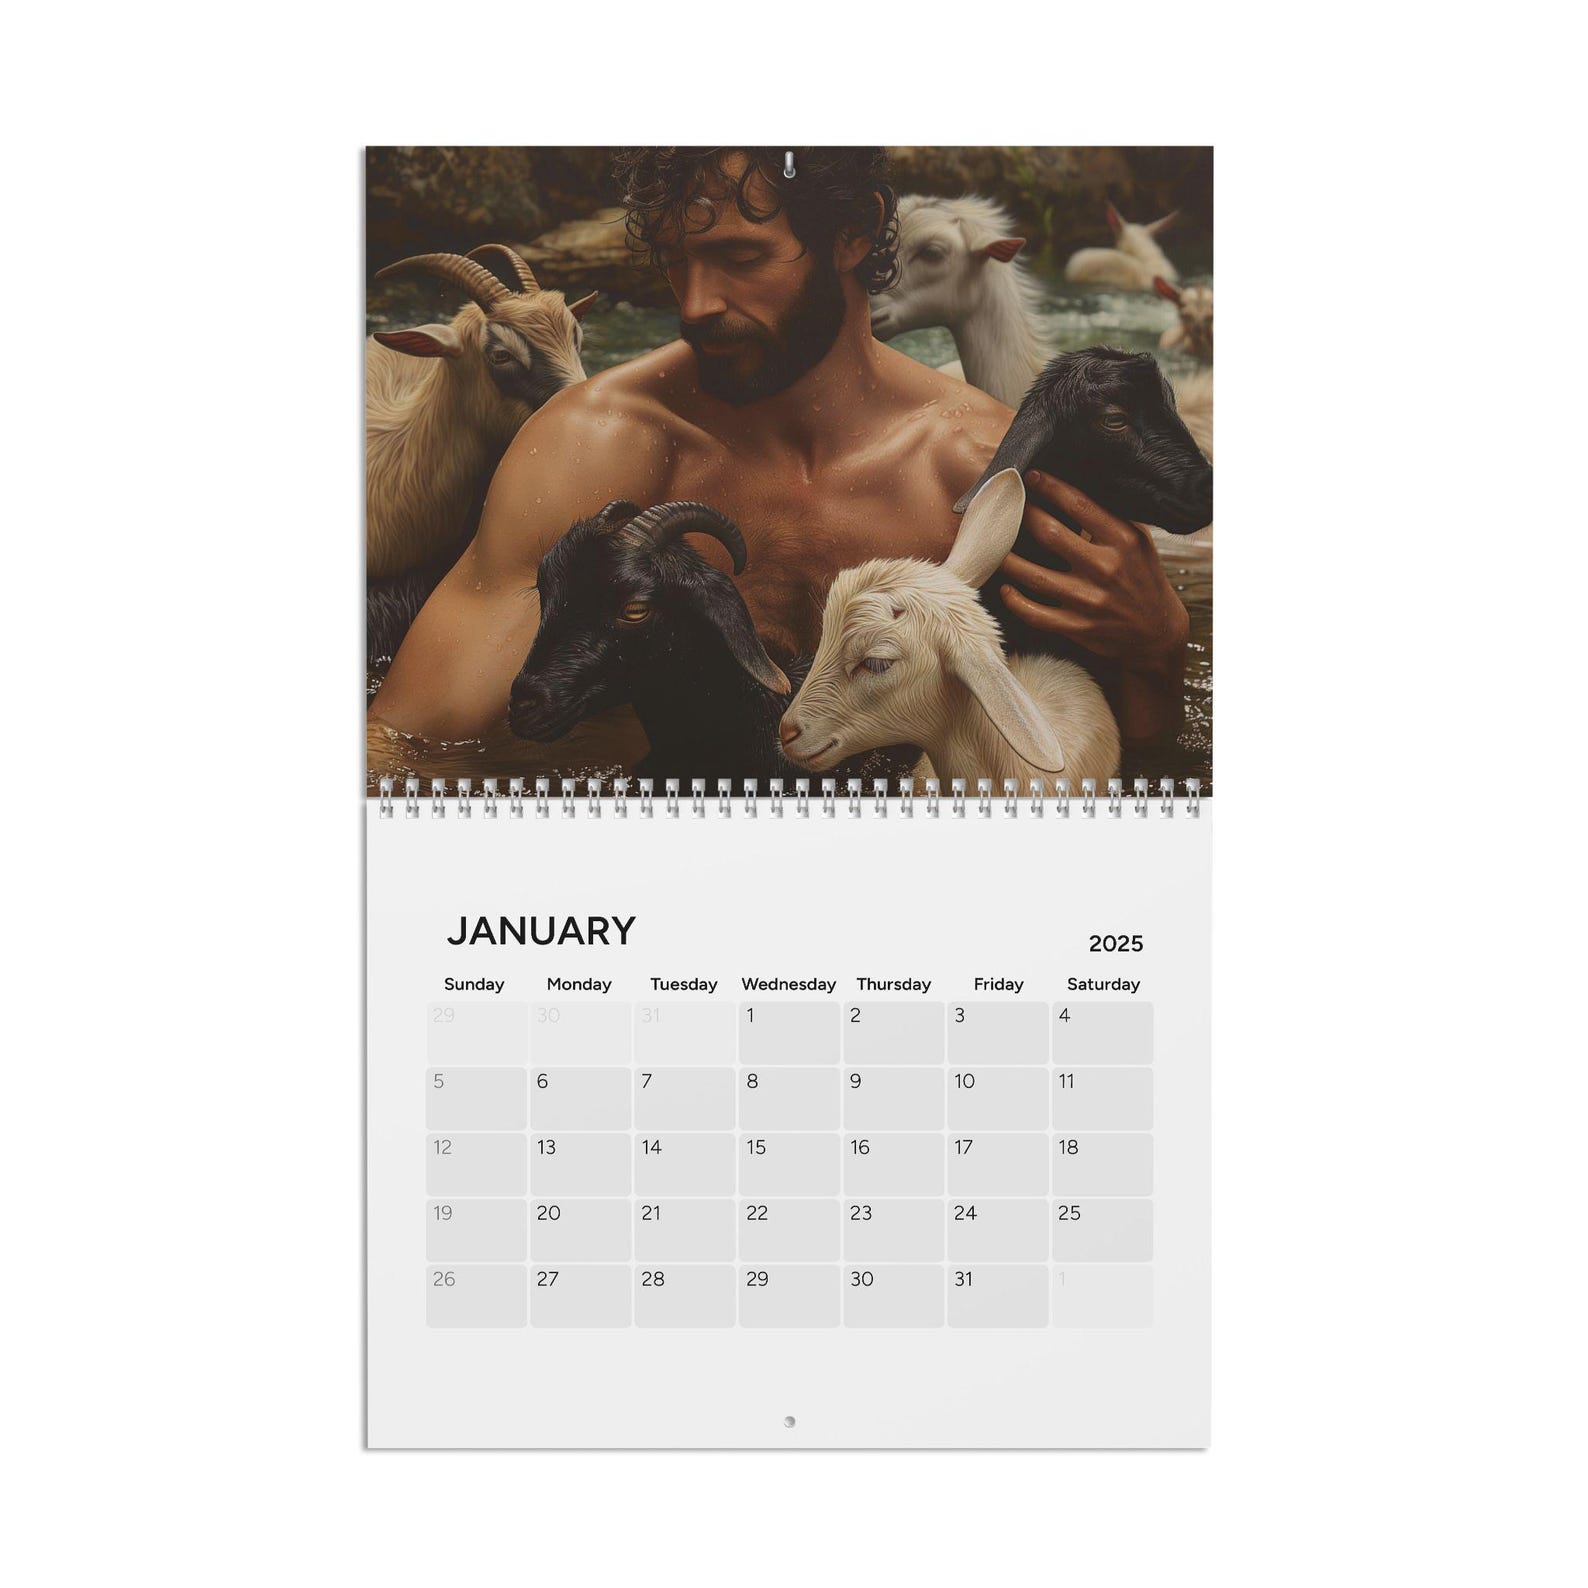 JANUARY
2025
Sunday Monday Tuesday Wednesday Thursday Friday Saturday
29 30 31 1 2 3 4
5 6 7 8 9 10 11
12 13 14 15 16 17 18
19 20 21 22 23 24 25
26 27 28 29 30 31 1